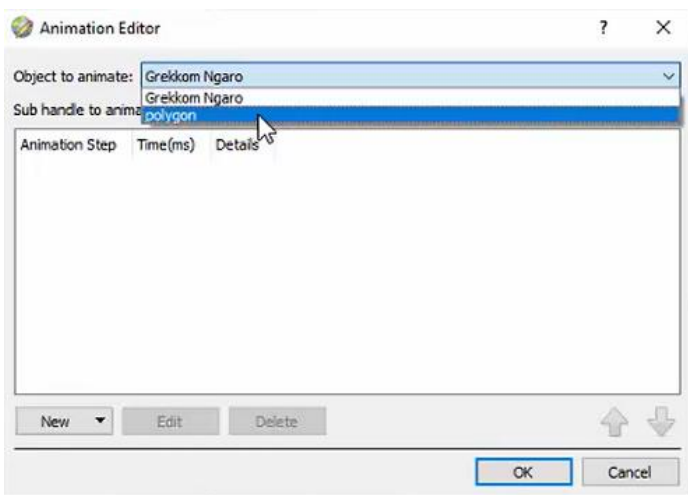 Animation Editor
?
Object to animate: Grekkom Ngaro
Grekkom Ngaro
Sub handle to anima
polygon
Animation Step Time(ms) Details
New Edit Delete
OK Cancel